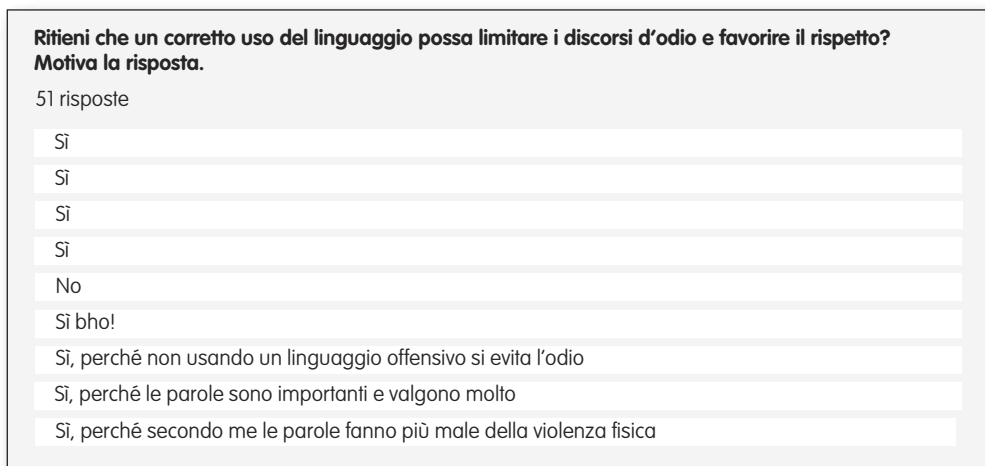 Ritieni che un corretto uso del linguaggio possa limitare i discorsi d'odio e favorire il rispetto?
Motiva la risposta.
51 risposte
Sì
Sì
Sì
Sì
No
Sì bho!
Sì, perché non usando un linguaggio offensivo si evita l'odio
Sì, perché le parole sono importanti e valgono molto
Sì, perché secondo me le parole fanno più male della violenza fisica